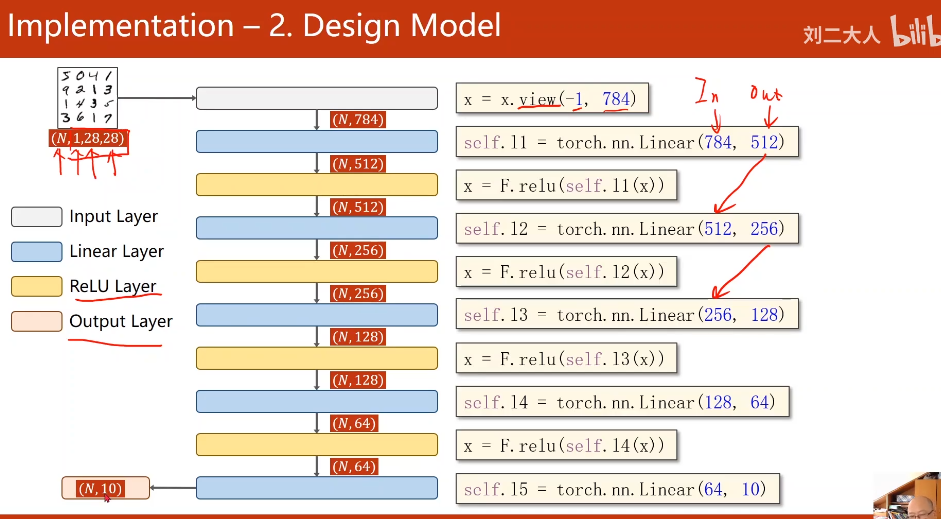 Implementation – 2. Design Model
刘二大人 bilib
5 0 4 1
9 2 1 3
1 4 3 5
3 6 1 7
(N,1,28,28)
Input Layer
Linear Layer
ReLU Layer
Output Layer
(N, 784)
(N, 512)
(N, 512)
(N, 256)
(N, 256)
(N, 128)
(N, 128)
(N, 64)
(N, 64)
(N, 10)
In Out
x = x.view(-1, 784)
self.l1 = torch.nn.Linear(784, 512)
x = F.relu(self.l1(x))
self.l2 = torch.nn.Linear(512, 256)
x = F.relu(self.l2(x))
self.l3 = torch.nn.Linear(256, 128)
x = F.relu(self.l3(x))
self.l4 = torch.nn.Linear(128, 64)
x = F.relu(self.l4(x))
self.l5 = torch.nn.Linear(64, 10)